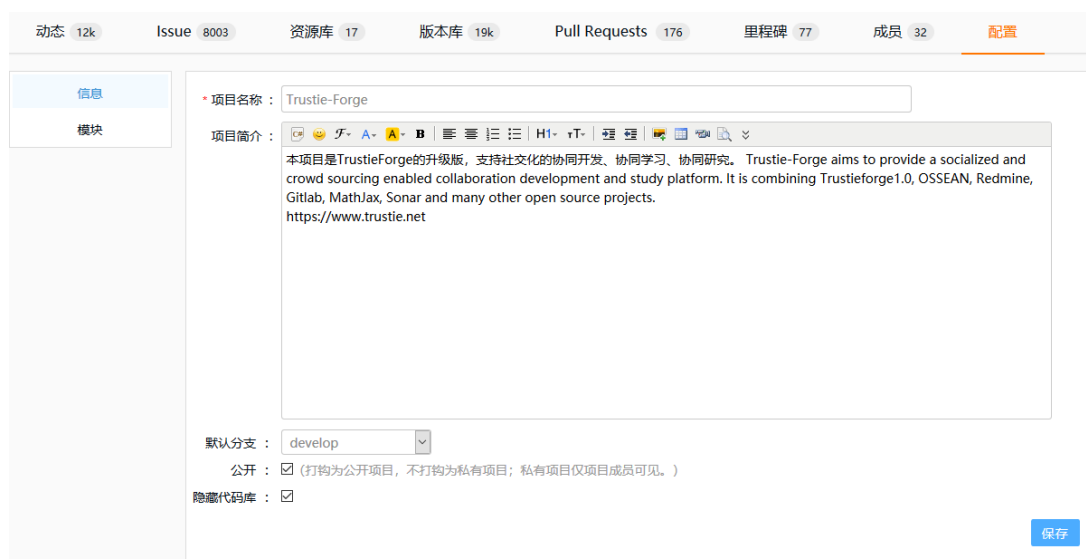 动态 12k Issue 8003 资源库 17 版本库 19k Pull Requests 176 里程碑 77 成员 32 配置
信息
模块
* 项目名称 : Trustie-Forge
项目简介 :
H1- тT-
本项目是TrustieForge的升级版，支持社交化的协同开发、协同学习、协同研究。 Trustie-Forge aims to provide a socialized and
crowd sourcing enabled collaboration development and study platform. It is combining Trustieforge1.0, OSSEAN, Redmine,
Gitlab, MathJax, Sonar and many other open source projects.
https://www.trustie.net
默认分支 : develop
公开 : (打钩为公开项目，不打钩为私有项目；私有项目仅项目成员可见。)
隐藏代码库 :
保存